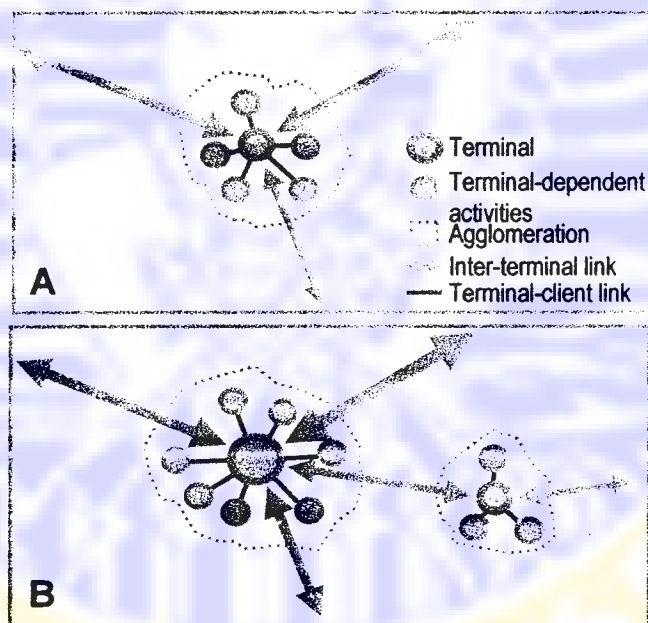 Terminal
Terminal-dependent
activities
Agglomeration
Inter-terminal link
Terminal-client link
A
B